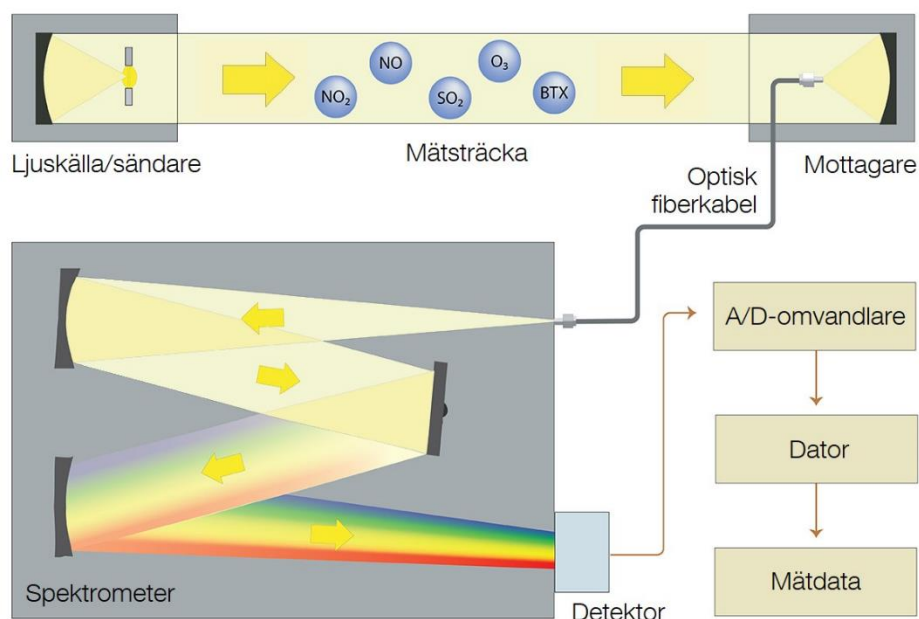 NO
O₃
NO₂
SO₂
BTX
Ljuskälla/sändare
Mätsträcka
Mottagare
Optisk
fiberkabel
A/D-omvandlare
Dator
Mätdata
Spektrometer
Detektor